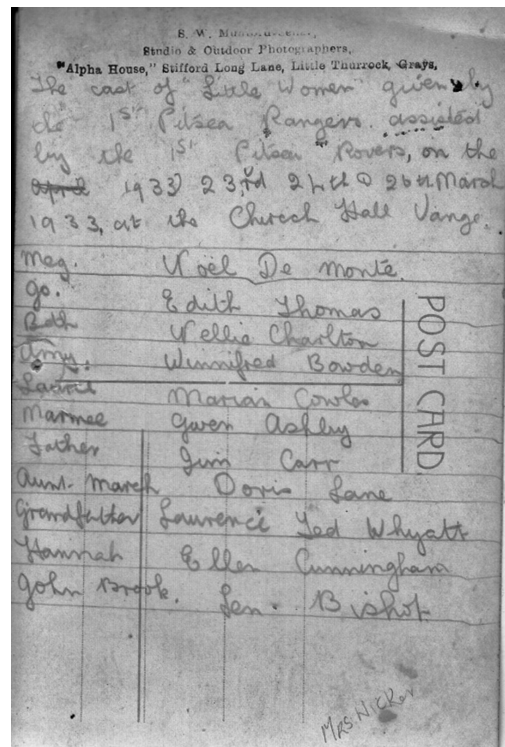 S. W.
Studio & Outdoor Photographers,
"Alpha House," Stifford Long Lane, Little Thurrock, Grays,
The cast of "Little Women" given by
the 1st Pitsea Rangers assisted
by the 1st Pitsea Rovers, on the
April 1933) 23rd 24th @ 26th March
1933, at the Church Hall Vange.
Meg. Noël De Monté.
Jo. Edith Thomas
Beth Nellie Charlton
Amy. Winnifred Bowden
Laurie Marian Cowles
Marmee Gwen Ashley
Father Jim Carr
Aunt. March Doris Lane
Grandfather Laurence Ted Whyatt
Hannah Ellen Cunningham
John Brook. Len. Bishop
POST CARD
MRS